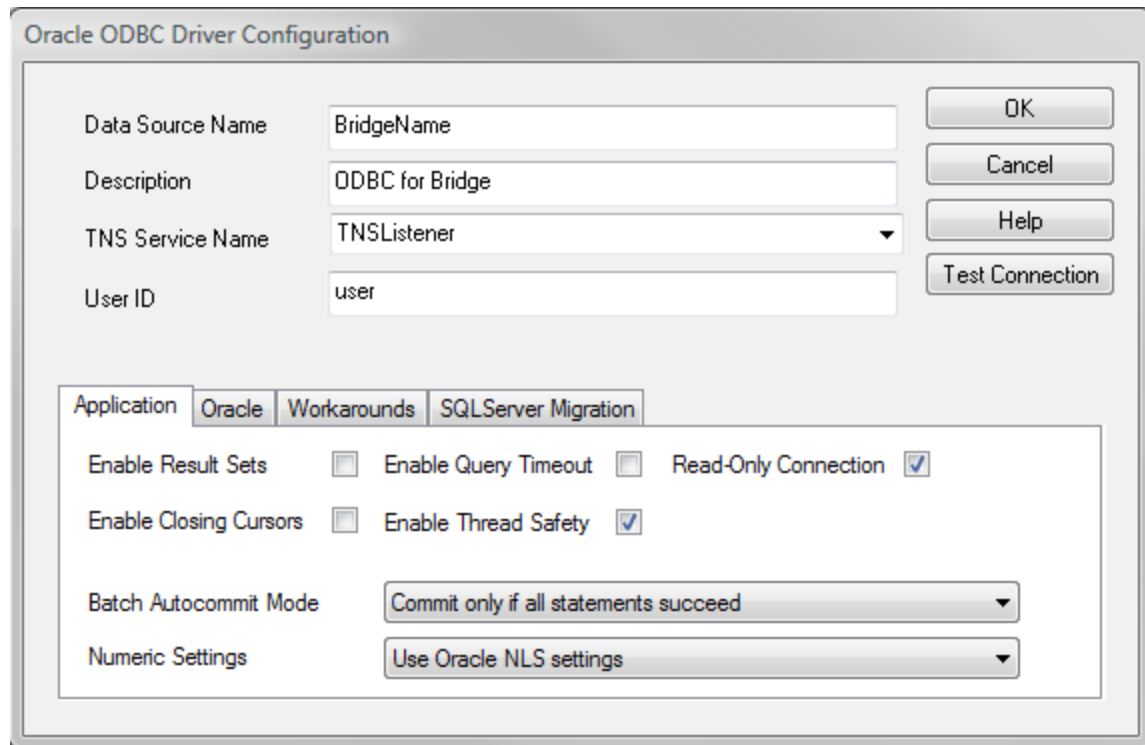 Oracle ODBC Driver Configuration
Data Source Name BridgeName OK
Description ODBC for Bridge Cancel
TNS Service Name TNSListener Help
User ID user Test Connection
Application Oracle Workarounds SQLServer Migration
Enable Result Sets Enable Query Timeout Read-Only Connection
Enable Closing Cursors Enable Thread Safety
Batch Autocommit Mode Commit only if all statements succeed
Numeric Settings Use Oracle NLS settings